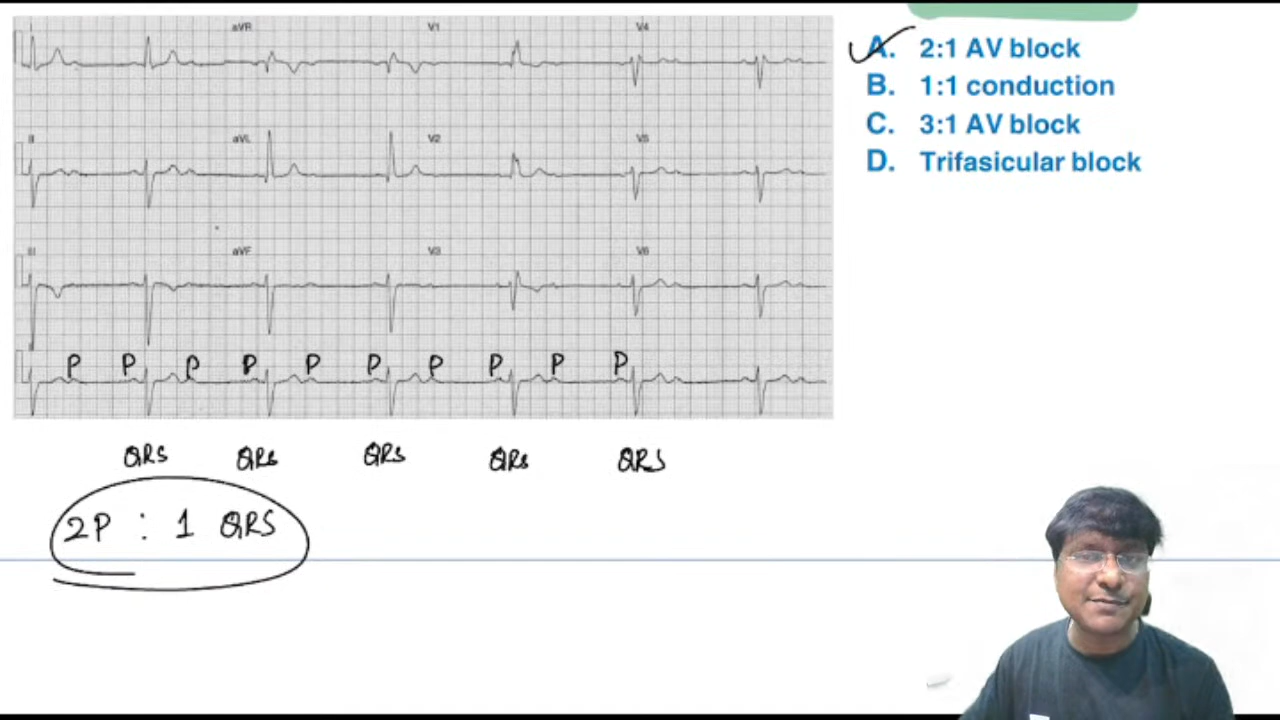 I aVR V1 V4
A. 2:1 AV block
B. 1:1 conduction
C. 3:1 AV block
D. Trifasicular block
II aVL V2 V5
III aVF V3 V6
II
P P P P P P P P P P
QRS QRS QRS QRS QRS
2P : 1 QRS